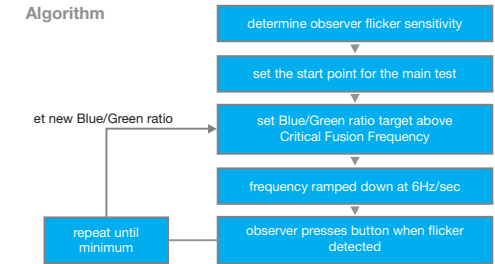 Algorithm
determine observer flicker sensitivity
set the start point for the main test
et new Blue/Green ratio
set Blue/Green ratio target above
Critical Fusion Frequency
frequency ramped down at 6Hz/sec
repeat until
minimum
observer presses button when flicker
detected